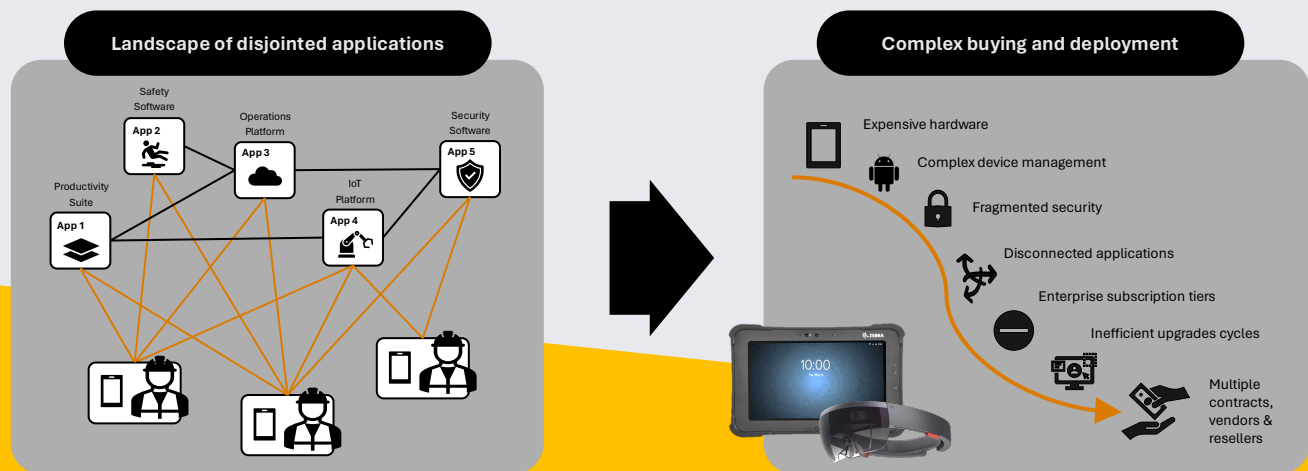 Landscape of disjointed applications
Safety
Software
App 2
Operations
Platform
App 3
Security
Software
App 5
Productivity
Suite
App 1
IoT
Platform
App 4
Complex buying and deployment
Expensive hardware
Complex device management
Fragmented security
Disconnected applications
Enterprise subscription tiers
Inefficient upgrades cycles
Multiple
contracts,
vendors &
resellers
ZEBRA
10:00